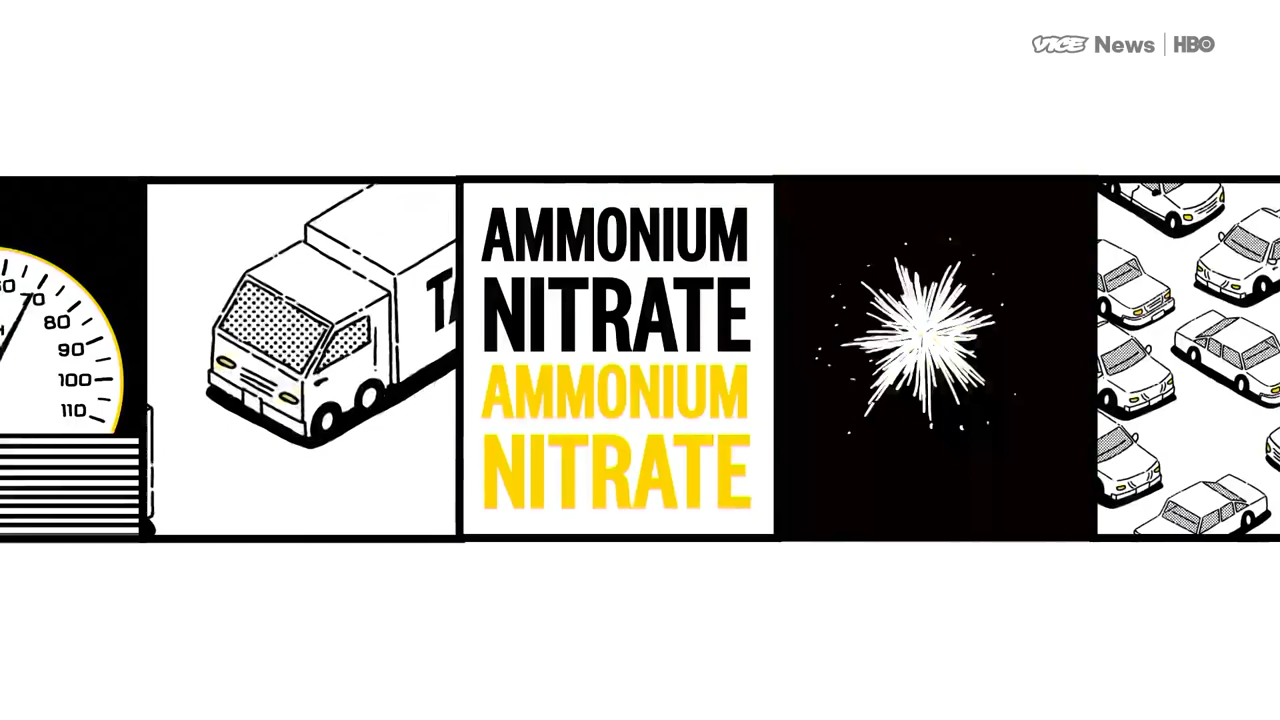 VICE News | HBO
70
80
90
100
110
AMMONIUM
NITRATE
AMMONIUM
NITRATE